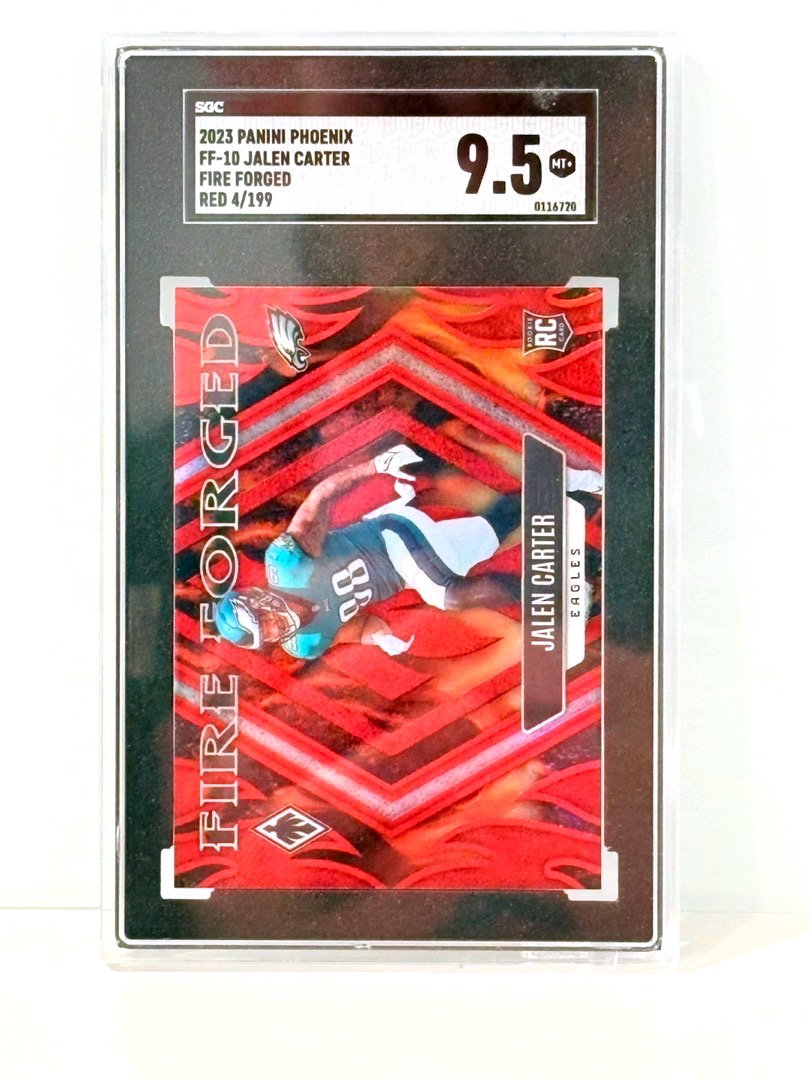 SGC
2023 PANINI PHOENIX
FF-10 JALEN CARTER
FIRE FORGED
RED 4/199
9.5
MT+
0116720
FIRE FORGED
ROOKIE
RC
CARD
JALEN CARTER
EAGLES
98